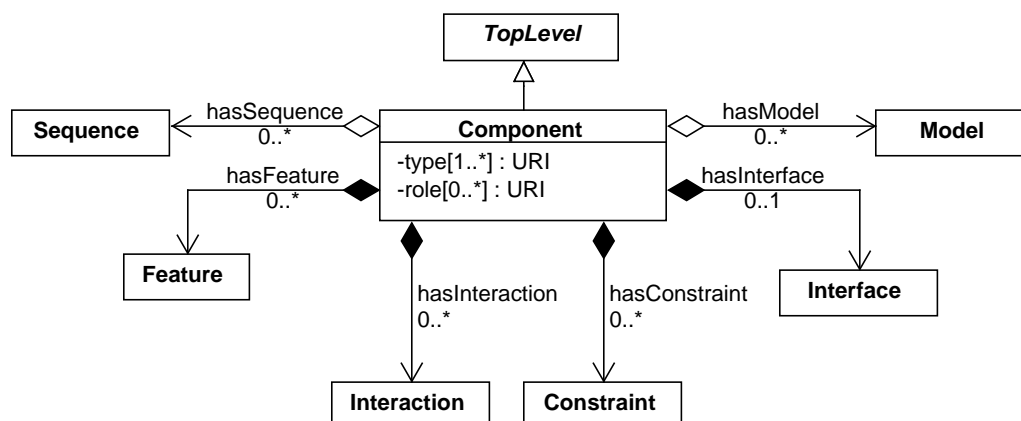 TopLevel
hasSequence
0..*
hasModel
0..*
Sequence
Component
Model
-type[1..*] : URI
-role[0..*] : URI
hasFeature
0..*
hasInterface
0..1
Feature
Interface
hasInteraction
0..*
hasConstraint
0..*
Interaction
Constraint